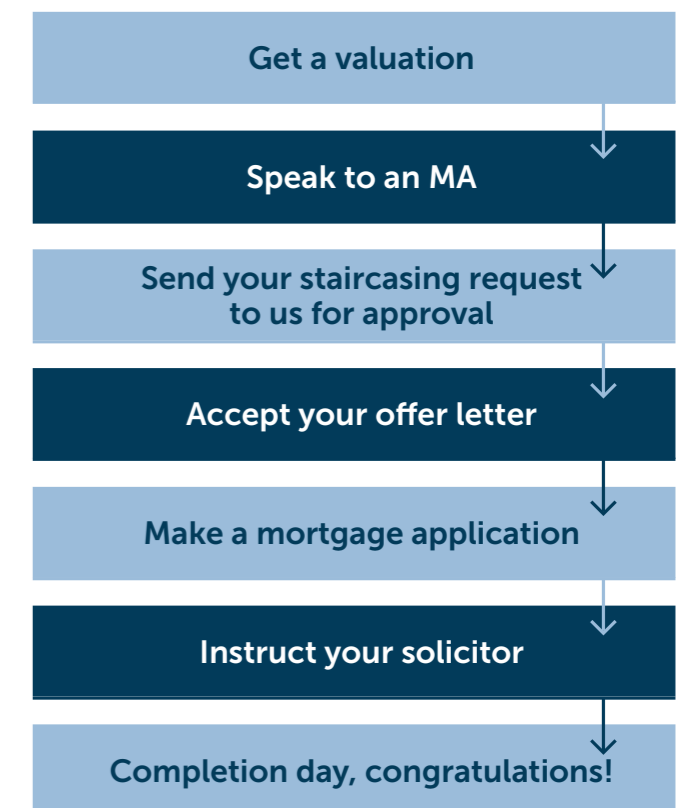 Get a valuation
Speak to an MA
Send your staircasing request
to us for approval
Accept your offer letter
Make a mortgage application
Instruct your solicitor
Completion day, congratulations!